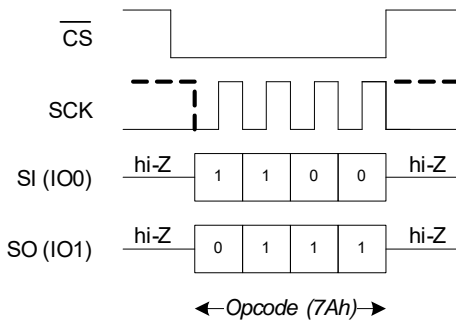 CS
SCK
hi-Z hi-Z
SI (IO0) 1 1 0 0
hi-Z hi-Z
SO (IO1) 0 1 1 1
Opcode (7Ah)